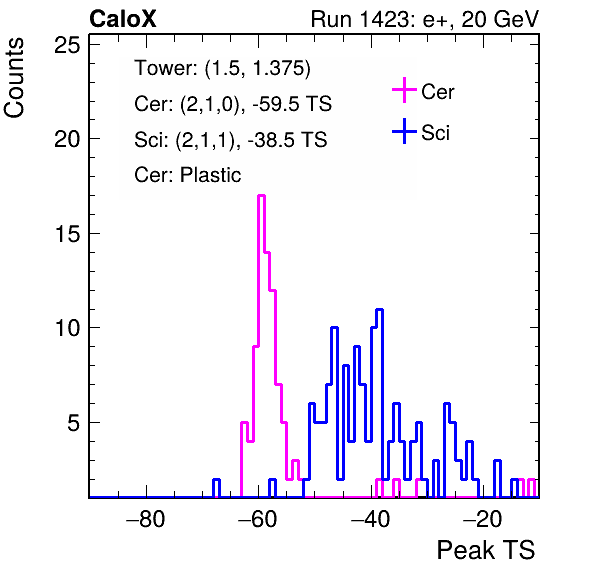 CaloX Run 1423: e+, 20 GeV
Counts
25
20
15
10
5
Tower: (1.5, 1.375)
Cer: (2,1,0), -59.5 TS
Sci: (2,1,1), -38.5 TS
Cer: Plastic
Cer
Sci
−80 −60 −40 −20
Peak TS